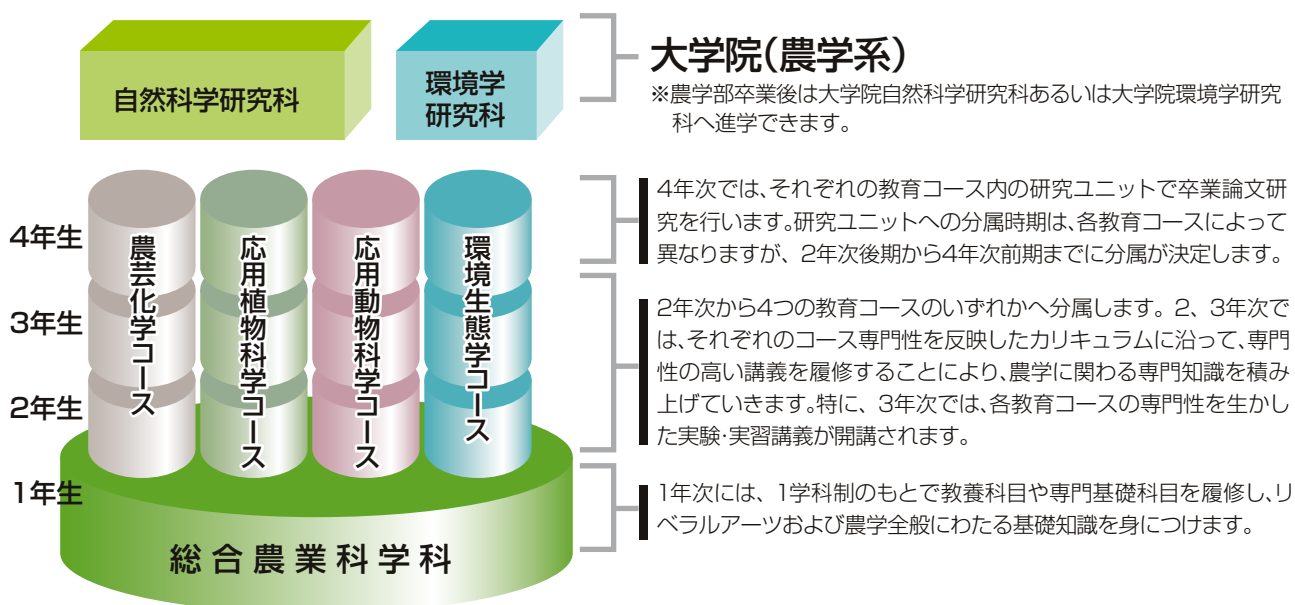 自然科学研究科
環境学
研究科
大学院(農学系)
※農学部卒業後は大学院自然科学研究科あるいは大学院環境学研究
科へ進学できます。
4年生
3年生
2年生
1年生
農芸化学コース
応用植物科学コース
応用動物科学コース
環境生態学コース
総合農業科学科
4年次では、それぞれの教育コース内の研究ユニットで卒業論文研
究を行います。研究ユニットへの分属時期は、各教育コースによって
異なりますが、2年次後期から4年次前期までに分属が決定します。
2年次から4つの教育コースのいずれかへ分属します。2、3年次で
は、それぞれのコース専門性を反映したカリキュラムに沿って、専門
性の高い講義を履修することにより、農学に関わる専門知識を積み
上げていきます。特に、3年次では、各教育コースの専門性を生かし
た実験・実習講義が開講されます。
1年次には、1学科制のもとで教養科目や専門基礎科目を履修し、リ
ベラルアーツおよび農学全般にわたる基礎知識を身につけます。